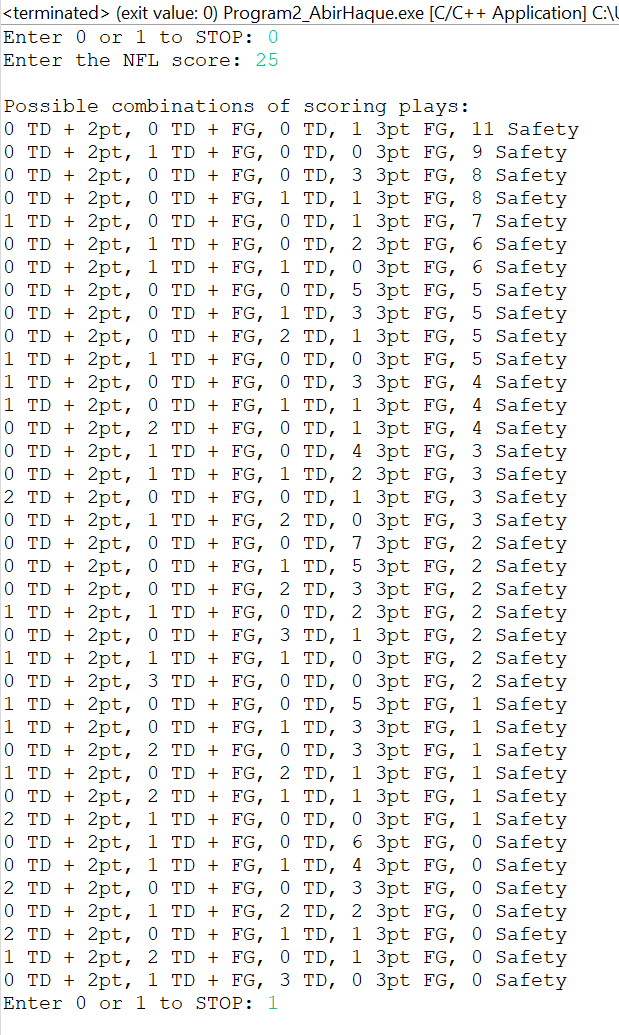 <terminated> (exit value: 0) Program2_AbirHaque.exe [C/C++ Application] C:\U
Enter 0 or 1 to STOP: 0
Enter the NFL score: 25
Possible combinations of scoring plays:
0 TD + 2pt, 0 TD + FG, 0 TD, 1 3pt FG, 11 Safety
0 TD + 2pt, 1 TD + FG, 0 TD, 0 3pt FG, 9 Safety
0 TD + 2pt, 0 TD + FG, 0 TD, 3 3pt FG, 8 Safety
0 TD + 2pt, 0 TD + FG, 1 TD, 1 3pt FG, 8 Safety
1 TD + 2pt, 0 TD + FG, 0 TD, 1 3pt FG, 7 Safety
0 TD + 2pt, 1 TD + FG, 0 TD, 2 3pt FG, 6 Safety
0 TD + 2pt, 1 TD + FG, 1 TD, 0 3pt FG, 6 Safety
0 TD + 2pt, 0 TD + FG, 0 TD, 5 3pt FG, 5 Safety
0 TD + 2pt, 0 TD + FG, 1 TD, 3 3pt FG, 5 Safety
0 TD + 2pt, 0 TD + FG, 2 TD, 1 3pt FG, 5 Safety
1 TD + 2pt, 1 TD + FG, 0 TD, 0 3pt FG, 5 Safety
1 TD + 2pt, 0 TD + FG, 0 TD, 3 3pt FG, 4 Safety
1 TD + 2pt, 0 TD + FG, 1 TD, 1 3pt FG, 4 Safety
0 TD + 2pt, 2 TD + FG, 0 TD, 1 3pt FG, 4 Safety
0 TD + 2pt, 1 TD + FG, 0 TD, 4 3pt FG, 3 Safety
0 TD + 2pt, 1 TD + FG, 1 TD, 2 3pt FG, 3 Safety
2 TD + 2pt, 0 TD + FG, 0 TD, 1 3pt FG, 3 Safety
0 TD + 2pt, 1 TD + FG, 2 TD, 0 3pt FG, 3 Safety
0 TD + 2pt, 0 TD + FG, 0 TD, 7 3pt FG, 2 Safety
0 TD + 2pt, 0 TD + FG, 1 TD, 5 3pt FG, 2 Safety
0 TD + 2pt, 0 TD + FG, 2 TD, 3 3pt FG, 2 Safety
1 TD + 2pt, 1 TD + FG, 0 TD, 2 3pt FG, 2 Safety
0 TD + 2pt, 0 TD + FG, 3 TD, 1 3pt FG, 2 Safety
1 TD + 2pt, 1 TD + FG, 1 TD, 0 3pt FG, 2 Safety
0 TD + 2pt, 3 TD + FG, 0 TD, 0 3pt FG, 2 Safety
1 TD + 2pt, 0 TD + FG, 0 TD, 5 3pt FG, 1 Safety
1 TD + 2pt, 0 TD + FG, 1 TD, 3 3pt FG, 1 Safety
0 TD + 2pt, 2 TD + FG, 0 TD, 3 3pt FG, 1 Safety
1 TD + 2pt, 0 TD + FG, 2 TD, 1 3pt FG, 1 Safety
0 TD + 2pt, 2 TD + FG, 1 TD, 1 3pt FG, 1 Safety
2 TD + 2pt, 1 TD + FG, 0 TD, 0 3pt FG, 1 Safety
0 TD + 2pt, 1 TD + FG, 0 TD, 6 3pt FG, 0 Safety
0 TD + 2pt, 1 TD + FG, 1 TD, 4 3pt FG, 0 Safety
2 TD + 2pt, 0 TD + FG, 0 TD, 3 3pt FG, 0 Safety
0 TD + 2pt, 1 TD + FG, 2 TD, 2 3pt FG, 0 Safety
2 TD + 2pt, 0 TD + FG, 1 TD, 1 3pt FG, 0 Safety
1 TD + 2pt, 2 TD + FG, 0 TD, 1 3pt FG, 0 Safety
0 TD + 2pt, 1 TD + FG, 3 TD, 0 3pt FG, 0 Safety
Enter 0 or 1 to STOP: 1